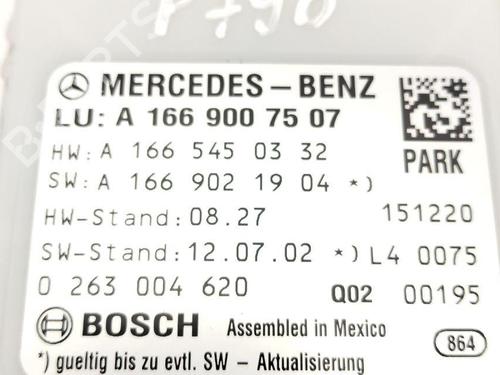 P790
MERCEDES-BENZ
LU: A 166 900 75 07
HW: A 166 545 03 32
PARK
SW: A 166 902 19 04 *)
HW-Stand: 08.27
151220
SW-Stand: 12.07.02 *) L4 0075
0 263 004 620
Q02 00195
BOSCH Assembled in Mexico
864
*) gueltig bis zu evtl. SW - Aktualisierung